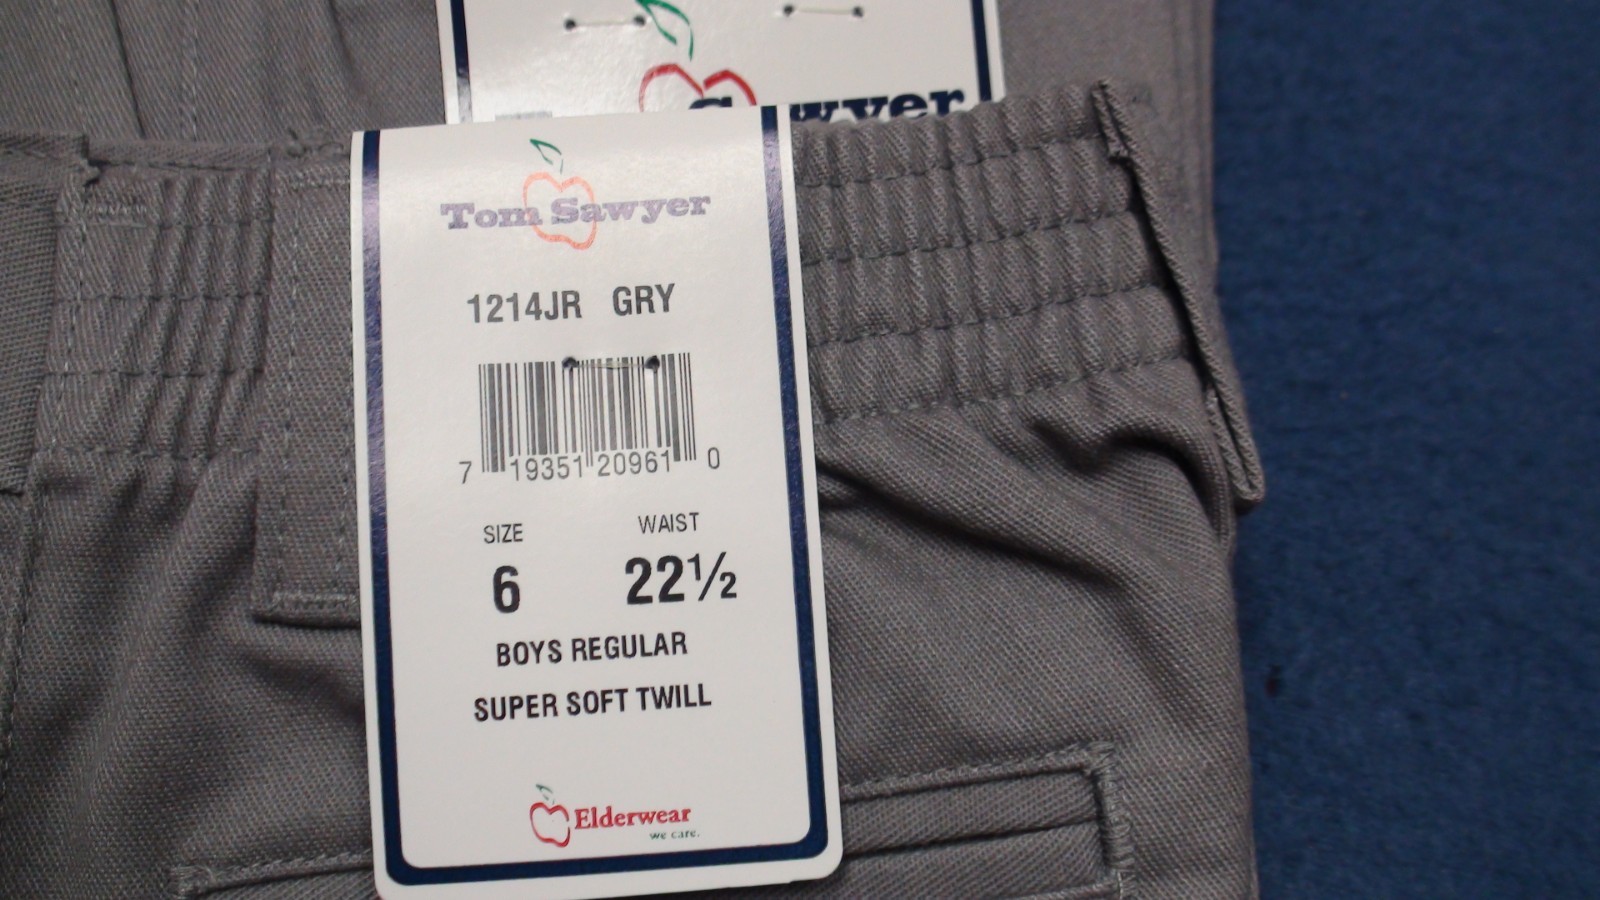 Sawyer
Tom Sawyer
1214JR GRY
7 19351 20961 0
SIZE WAIST
6 22½
BOYS REGULAR
SUPER SOFT TWILL
Elderwear
we care.